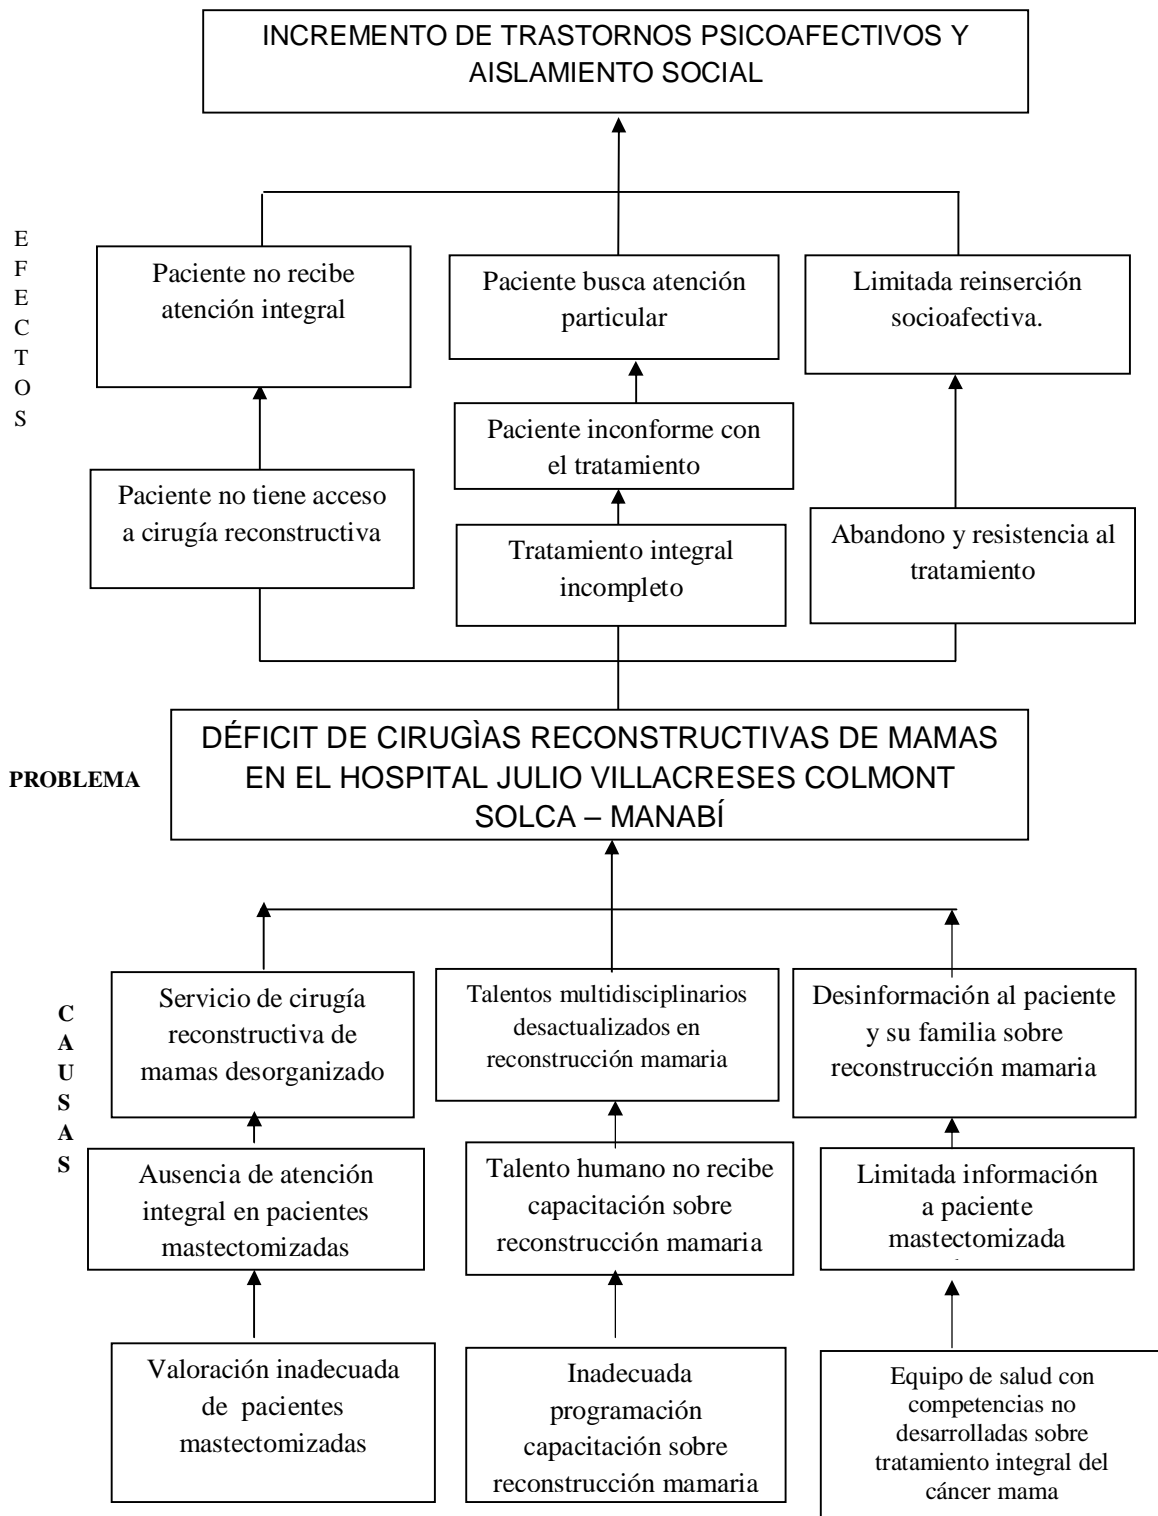 INCREMENTO DE TRASTORNOS PSICOAFECTIVOS Y
AISLAMIENTO SOCIAL
E
F
E
C
T
O
S
Paciente no recibe
atención integral
Paciente busca atención
particular
Limitada reinserción
socioafectiva.
Paciente inconforme con
el tratamiento
Paciente no tiene acceso
a cirugía reconstructiva
Tratamiento integral
incompleto
Abandono y resistencia al
tratamiento
PROBLEMA
DÉFICIT DE CIRUGÌAS RECONSTRUCTIVAS DE MAMAS
EN EL HOSPITAL JULIO VILLACRESES COLMONT
SOLCA – MANABÍ
C
A
U
S
A
S
Servicio de cirugía
reconstructiva de
mamas desorganizado
Talentos multidisciplinarios
desactualizados en
reconstrucción mamaria
Desinformación al paciente
y su familia sobre
reconstrucción mamaria
Ausencia de atención
integral en pacientes
mastectomizadas
Talento humano no recibe
capacitación sobre
reconstrucción mamaria
Limitada información
a paciente
mastectomizada
Valoración inadecuada
de pacientes
mastectomizadas
Inadecuada
programación
capacitación sobre
reconstrucción mamaria
Equipo de salud con
competencias no
desarrolladas sobre
tratamiento integral del
cáncer mama